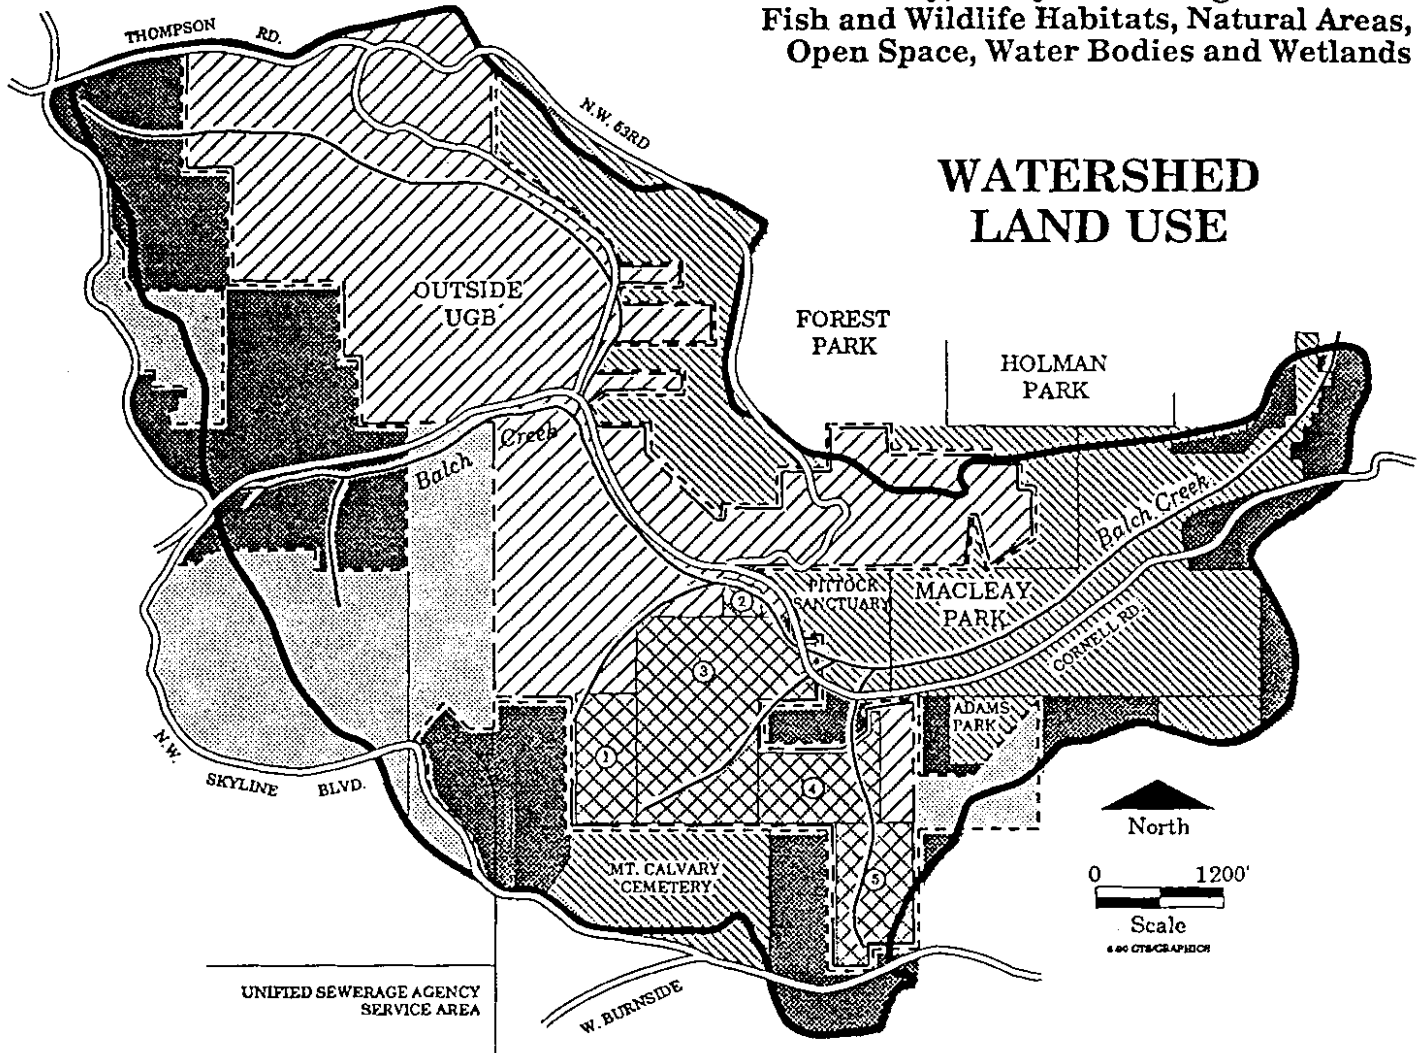 Fish and Wildlife Habitats, Natural Areas,
Open Space, Water Bodies and Wetlands
THOMPSON RD.
N.W. 53RD
WATERSHED
LAND USE
OUTSIDE
UGB
FOREST
PARK
HOLMAN
PARK
Balch Creek
Balch Creek
PITTOCK
SANCTUARY
MACLEAY
PARK
CORNELL RD.
2
3
1
4
5
ADAMS
PARK
N.W. SKYLINE BLVD.
MT. CALVARY
CEMETERY
North
0 1200'
Scale
UNIFIED SEWERAGE AGENCY
SERVICE AREA
W. BURNSIDE